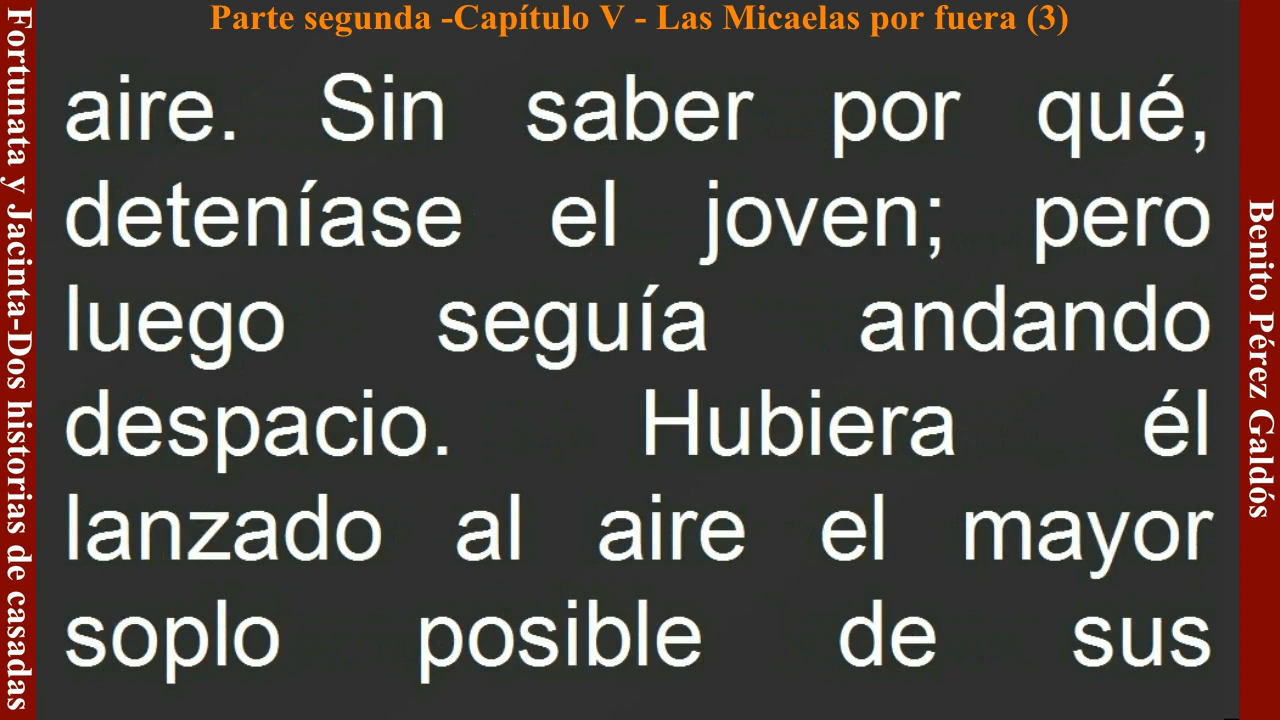 Parte segunda -Capítulo V - Las Micaelas por fuera (3)
Fortunata y Jacinta-Dos historias de casadas
aire. Sin saber por qué,
deteníase el joven; pero
luego seguía andando
despacio. Hubiera él
lanzado al aire el mayor
soplo posible de sus
Benito Pérez Galdós